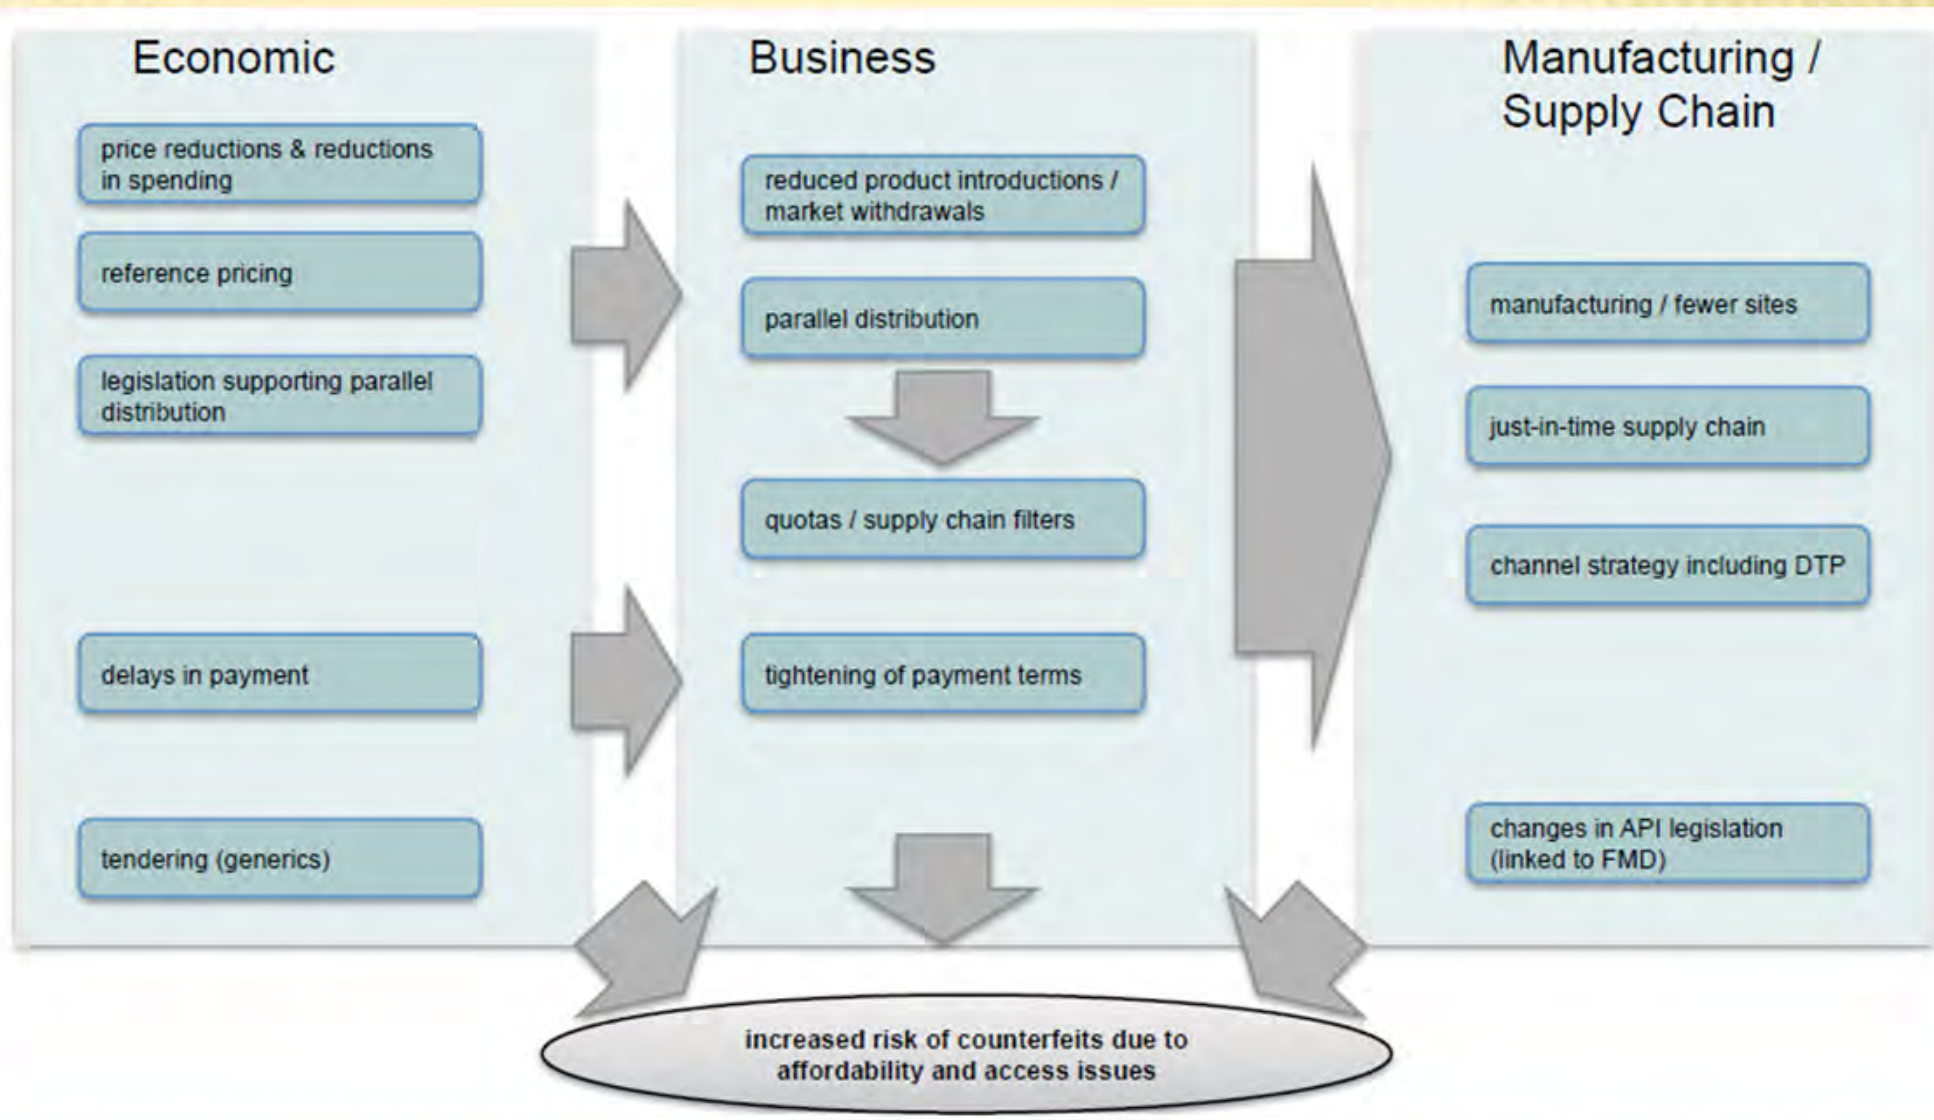 Economic
price reductions & reductions
in spending
reference pricing
legislation supporting parallel
distribution
delays in payment
tendering (generics)
Business
reduced product introductions /
market withdrawals
parallel distribution
quotas / supply chain filters
tightening of payment terms
Manufacturing /
Supply Chain
manufacturing / fewer sites
just-in-time supply chain
channel strategy including DTP
changes in API legislation
(linked to FMD)
increased risk of counterfeits due to
affordability and access issues